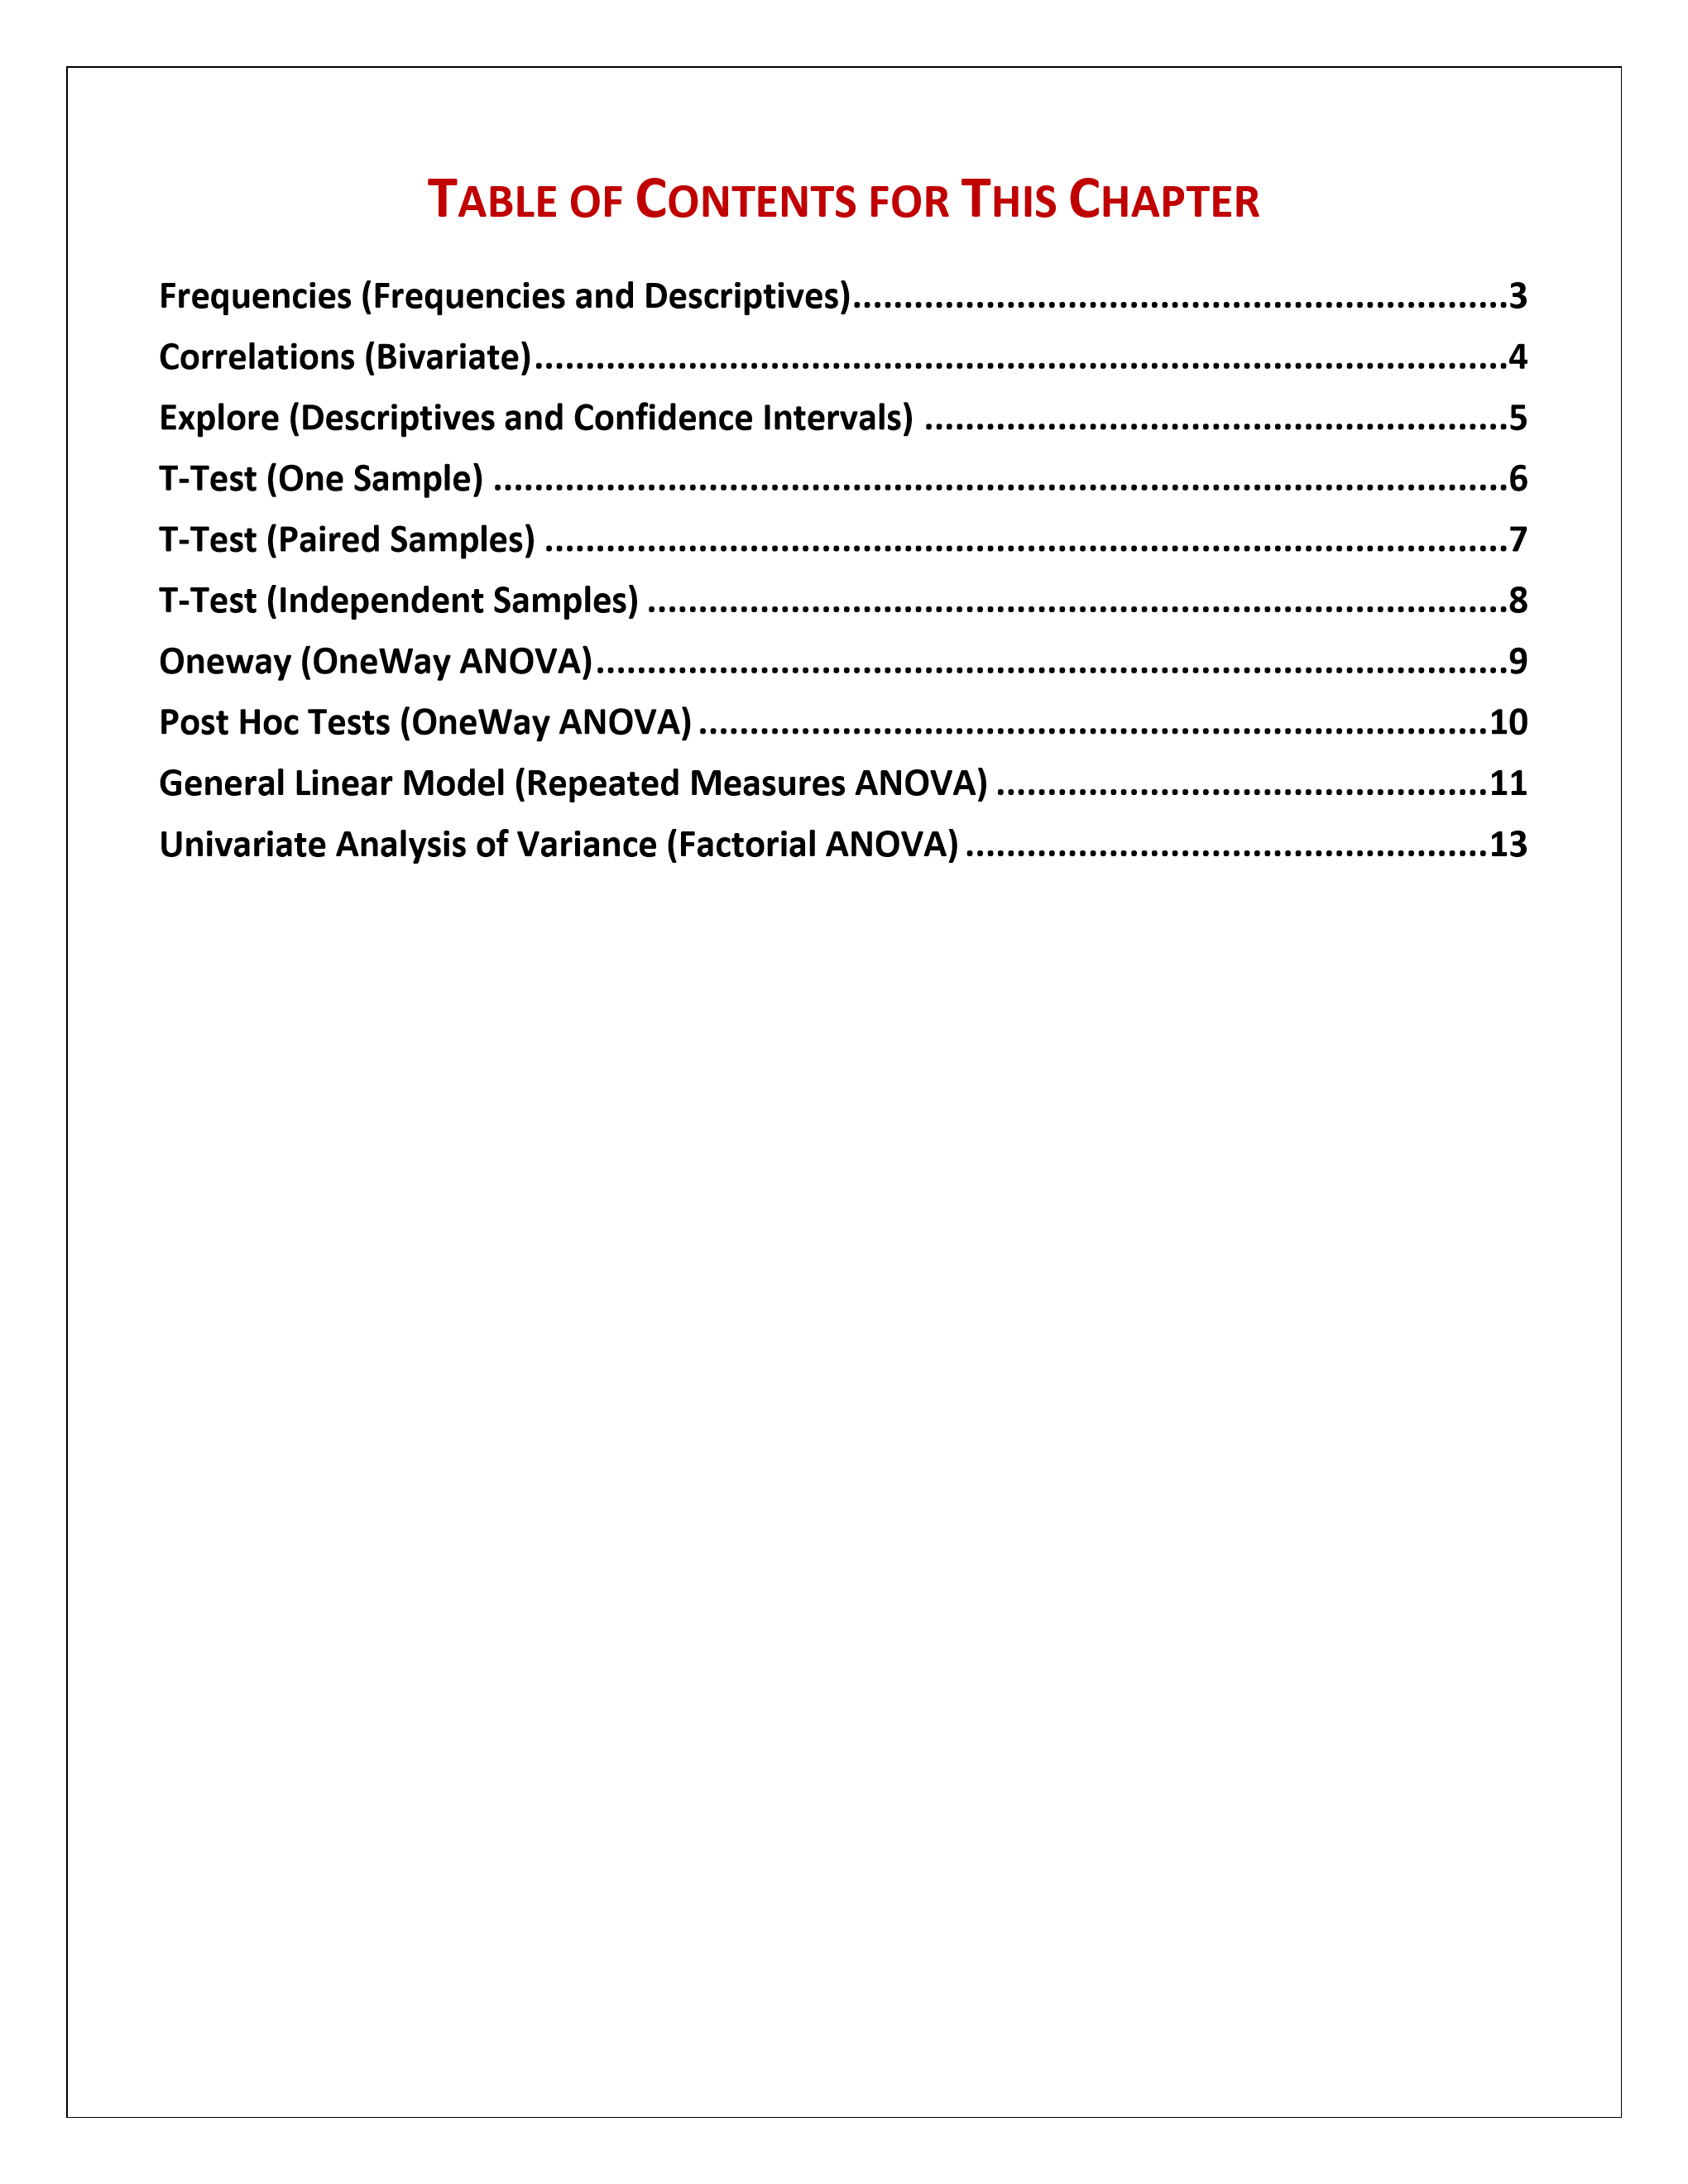 TABLE OF CONTENTS FOR THIS CHAPTER
Frequencies (Frequencies and Descriptives)................................................................3
Correlations (Bivariate)...............................................................................................4
Explore (Descriptives and Confidence Intervals) .........................................................5
T-Test (One Sample) ...................................................................................................6
T-Test (Paired Samples) ..............................................................................................7
T-Test (Independent Samples) ....................................................................................8
Oneway (OneWay ANOVA).........................................................................................9
Post Hoc Tests (OneWay ANOVA) .............................................................................10
General Linear Model (Repeated Measures ANOVA) ................................................11
Univariate Analysis of Variance (Factorial ANOVA) ...................................................13